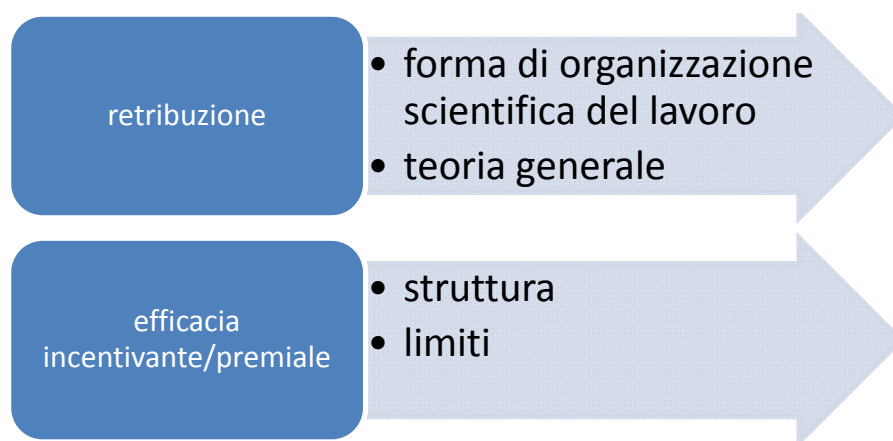 retribuzione
• forma di organizzazione
scientifica del lavoro
• teoria generale
efficacia
incentivante/premiale
• struttura
• limiti